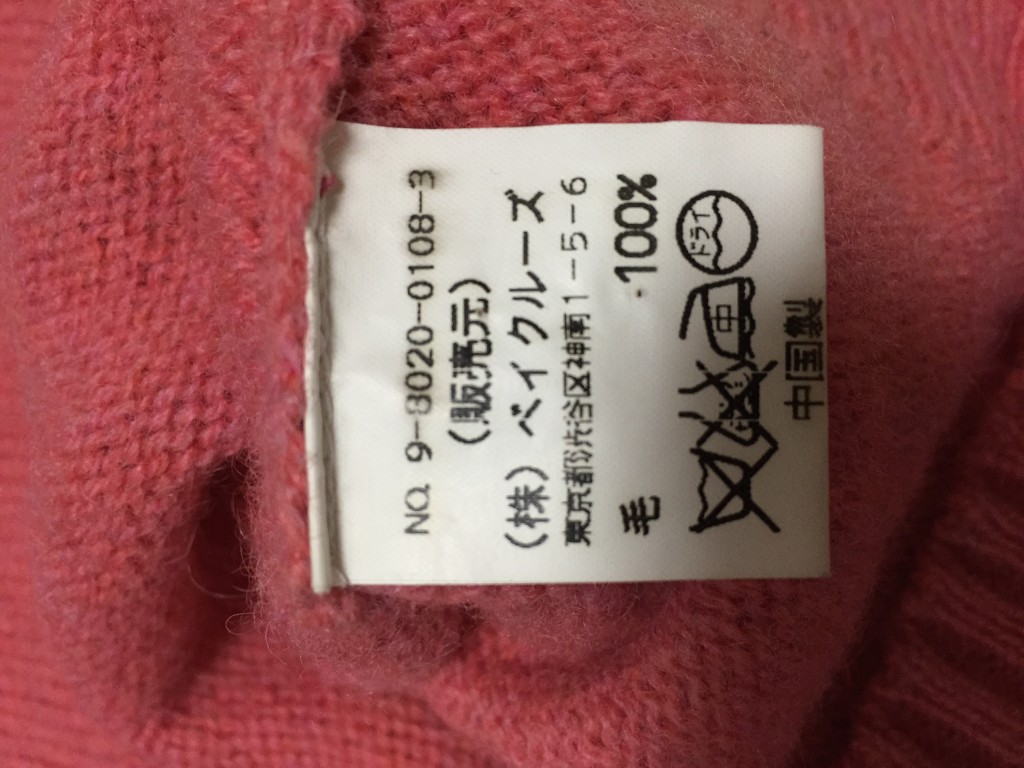 NO. 9-8020-0108-3
(販売元)
(株) ベイクルーズ
東京都渋谷区神南1-5-6
毛 100%
ドライ
中
中国製